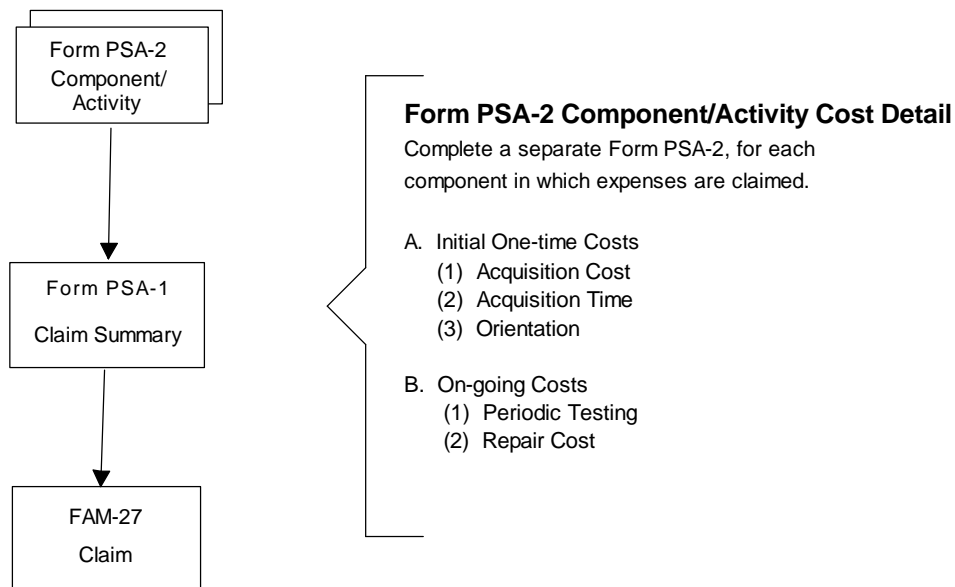 Form PSA-2
Component/
Activity
Form PSA-1
Claim Summary
FAM-27
Claim
Form PSA-2 Component/Activity Cost Detail
Complete a separate Form PSA-2, for each
component in which expenses are claimed.
A. Initial One-time Costs
(1) Acquisition Cost
(2) Acquisition Time
(3) Orientation
B. On-going Costs
(1) Periodic Testing
(2) Repair Cost